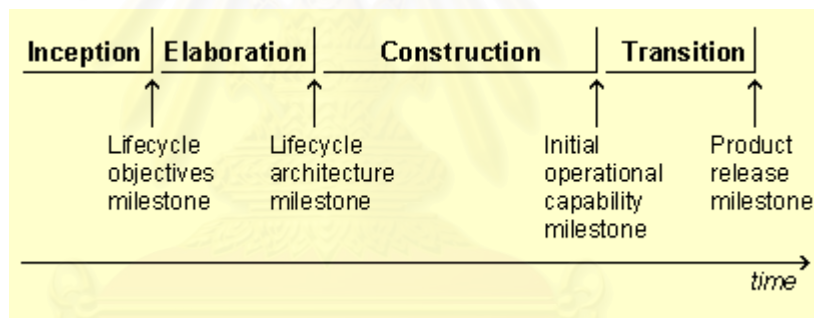 Inception Elaboration Construction Transition
Lifecycle
objectives
milestone
Lifecycle
architecture
milestone
Initial
operational
capability
milestone
Product
release
milestone
time